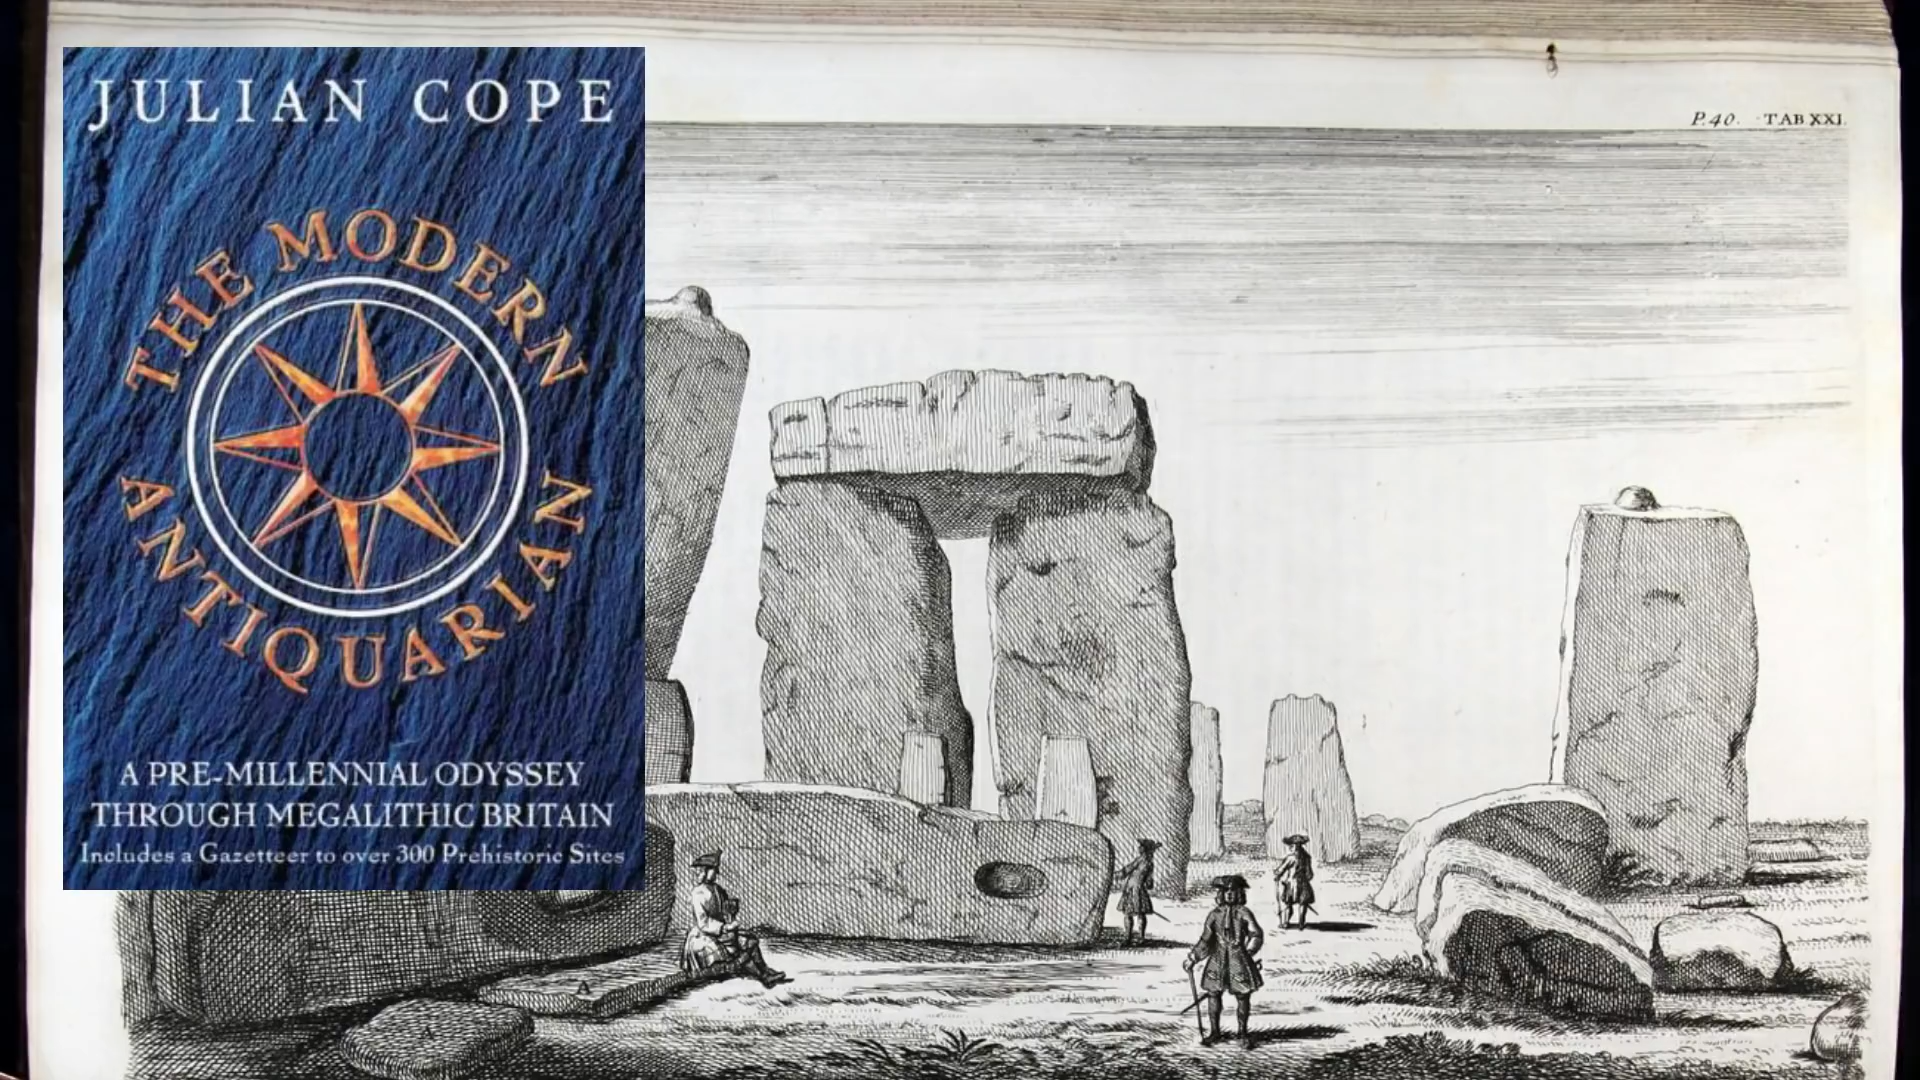 JULIAN COPE
THE MODERN
ANTIQUARIAN
A PRE-MILLENNIAL ODYSSEY
THROUGH MEGALITHIC BRITAIN
Includes a Gazetteer to over 300 Prehistoric Sites
P.40. TAB XXI.
A
A